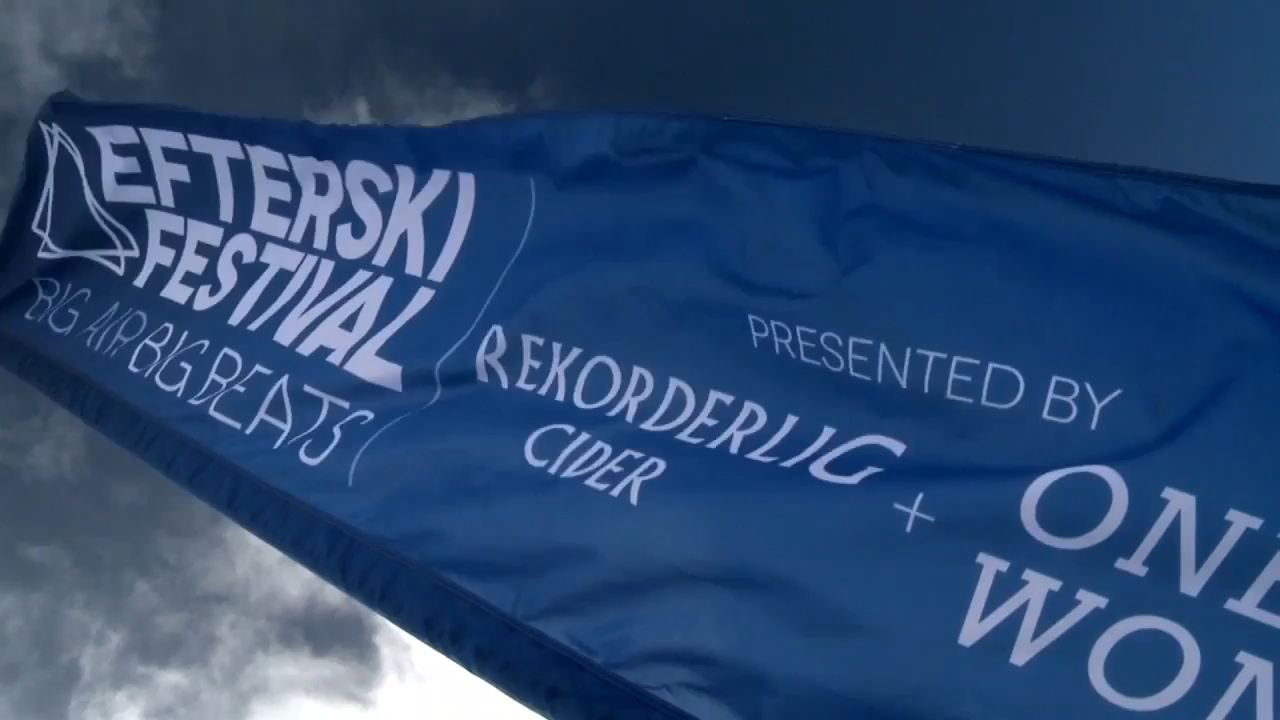 EFTERSKI
FESTIVAL
BIG AIR BIG BEATS
PRESENTED BY
REKORDERLIG
CIDER
+